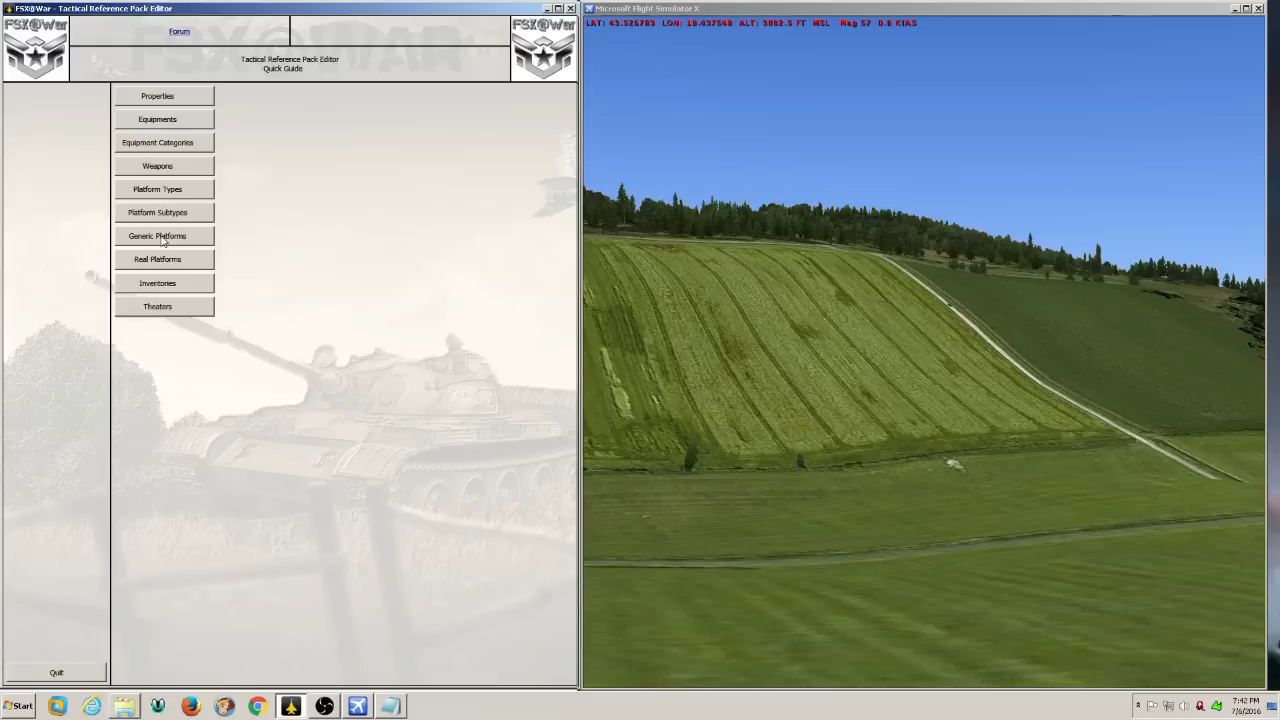 FSX@War - Tactical Reference Pack Editor
FSX@WAR
Forum
FSX@WAR
FSX@WAR
Tactical Reference Pack Editor
Quick Guide
Properties
Equipments
Equipment Categories
Weapons
Platform Types
Platform Subtypes
Generic Platforms
Real Platforms
Inventories
Theaters
Quit
Microsoft Flight Simulator X
LAT: 43.526783 LON: 18.497548 ALT: 3882.5 FT MSL Mag 57 0.0 KIAS
Start
7:42 PM
7/6/2016